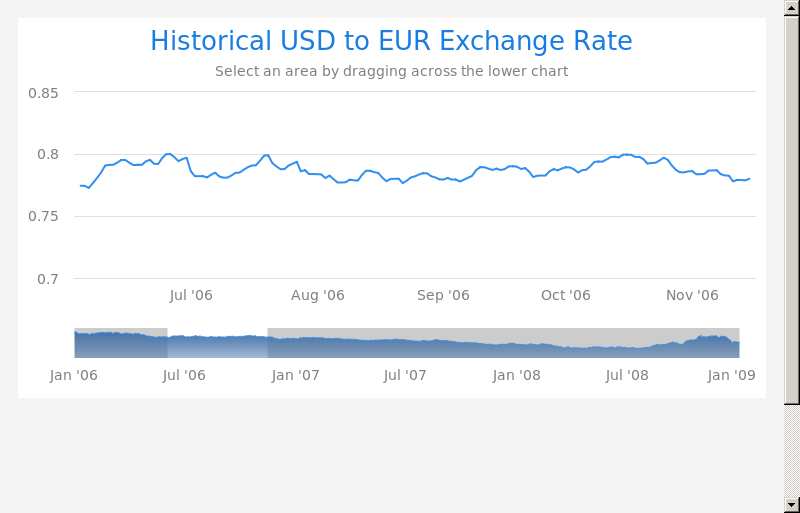 Historical USD to EUR Exchange Rate
Select an area by dragging across the lower chart
0.85
0.8
0.75
0.7
Jul '06 Aug '06 Sep '06 Oct '06 Nov '06
Jan '06 Jul '06 Jan '07 Jul '07 Jan '08 Jul '08 Jan '09